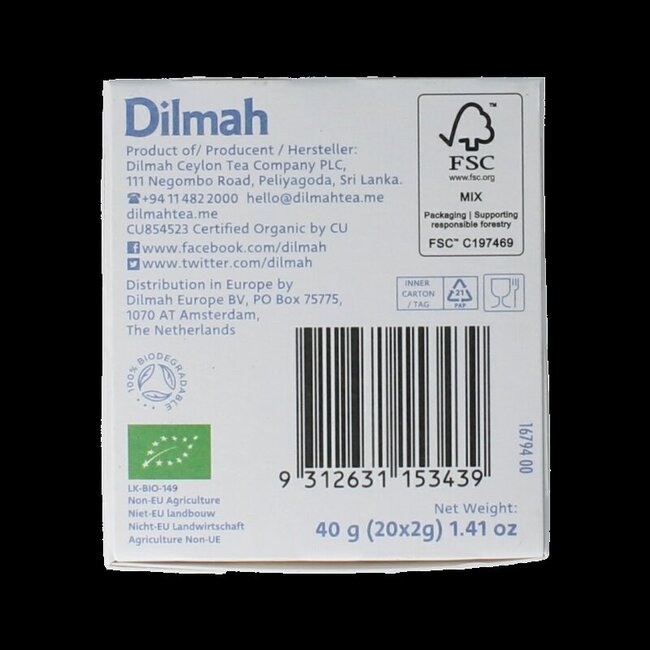 Dilmah
Product of/ Producent / Hersteller:
Dilmah Ceylon Tea Company PLC,
111 Negombo Road, Peliyagoda, Sri Lanka.
☎+94 11 482 2000 hello@dilmahtea.me
dilmahtea.me
CU854523 Certified Organic by CU
www.facebook.com/dilmah
www.twitter.com/dilmah
Distribution in Europe by
Dilmah Europe BV, PO Box 75775,
1070 AT Amsterdam,
The Netherlands
FSC
www.fsc.org
MIX
Packaging | Supporting
responsible forestry
FSC™ C197469
INNER
CARTON
/ TAG
21
PAP
100% BIODEGRADABLE
LK-BIO-149
Non-EU Agriculture
Niet-EU landbouw
Nicht-EU Landwirtschaft
Agriculture Non-UE
9 312631 153439
16794 00
Net Weight:
40 g (20x2g) 1.41 oz